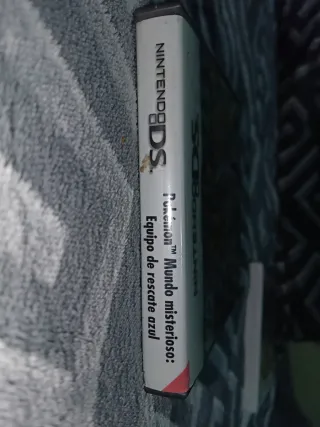 NINTENDO DS
Pokémon™ Mundo misterioso:
Equipo de rescate azul